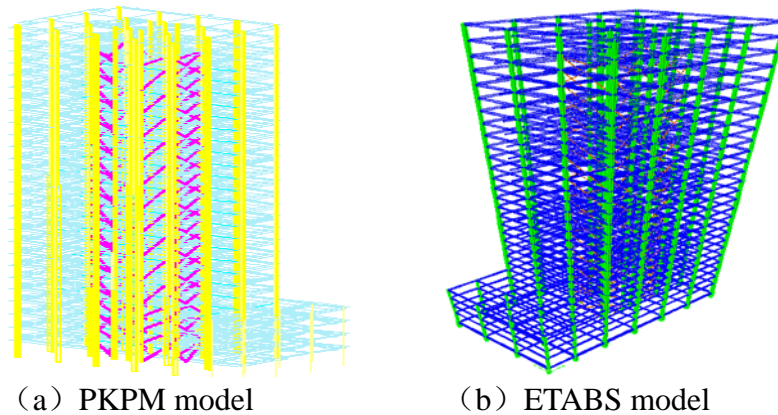 （a）PKPM model
（b）ETABS model